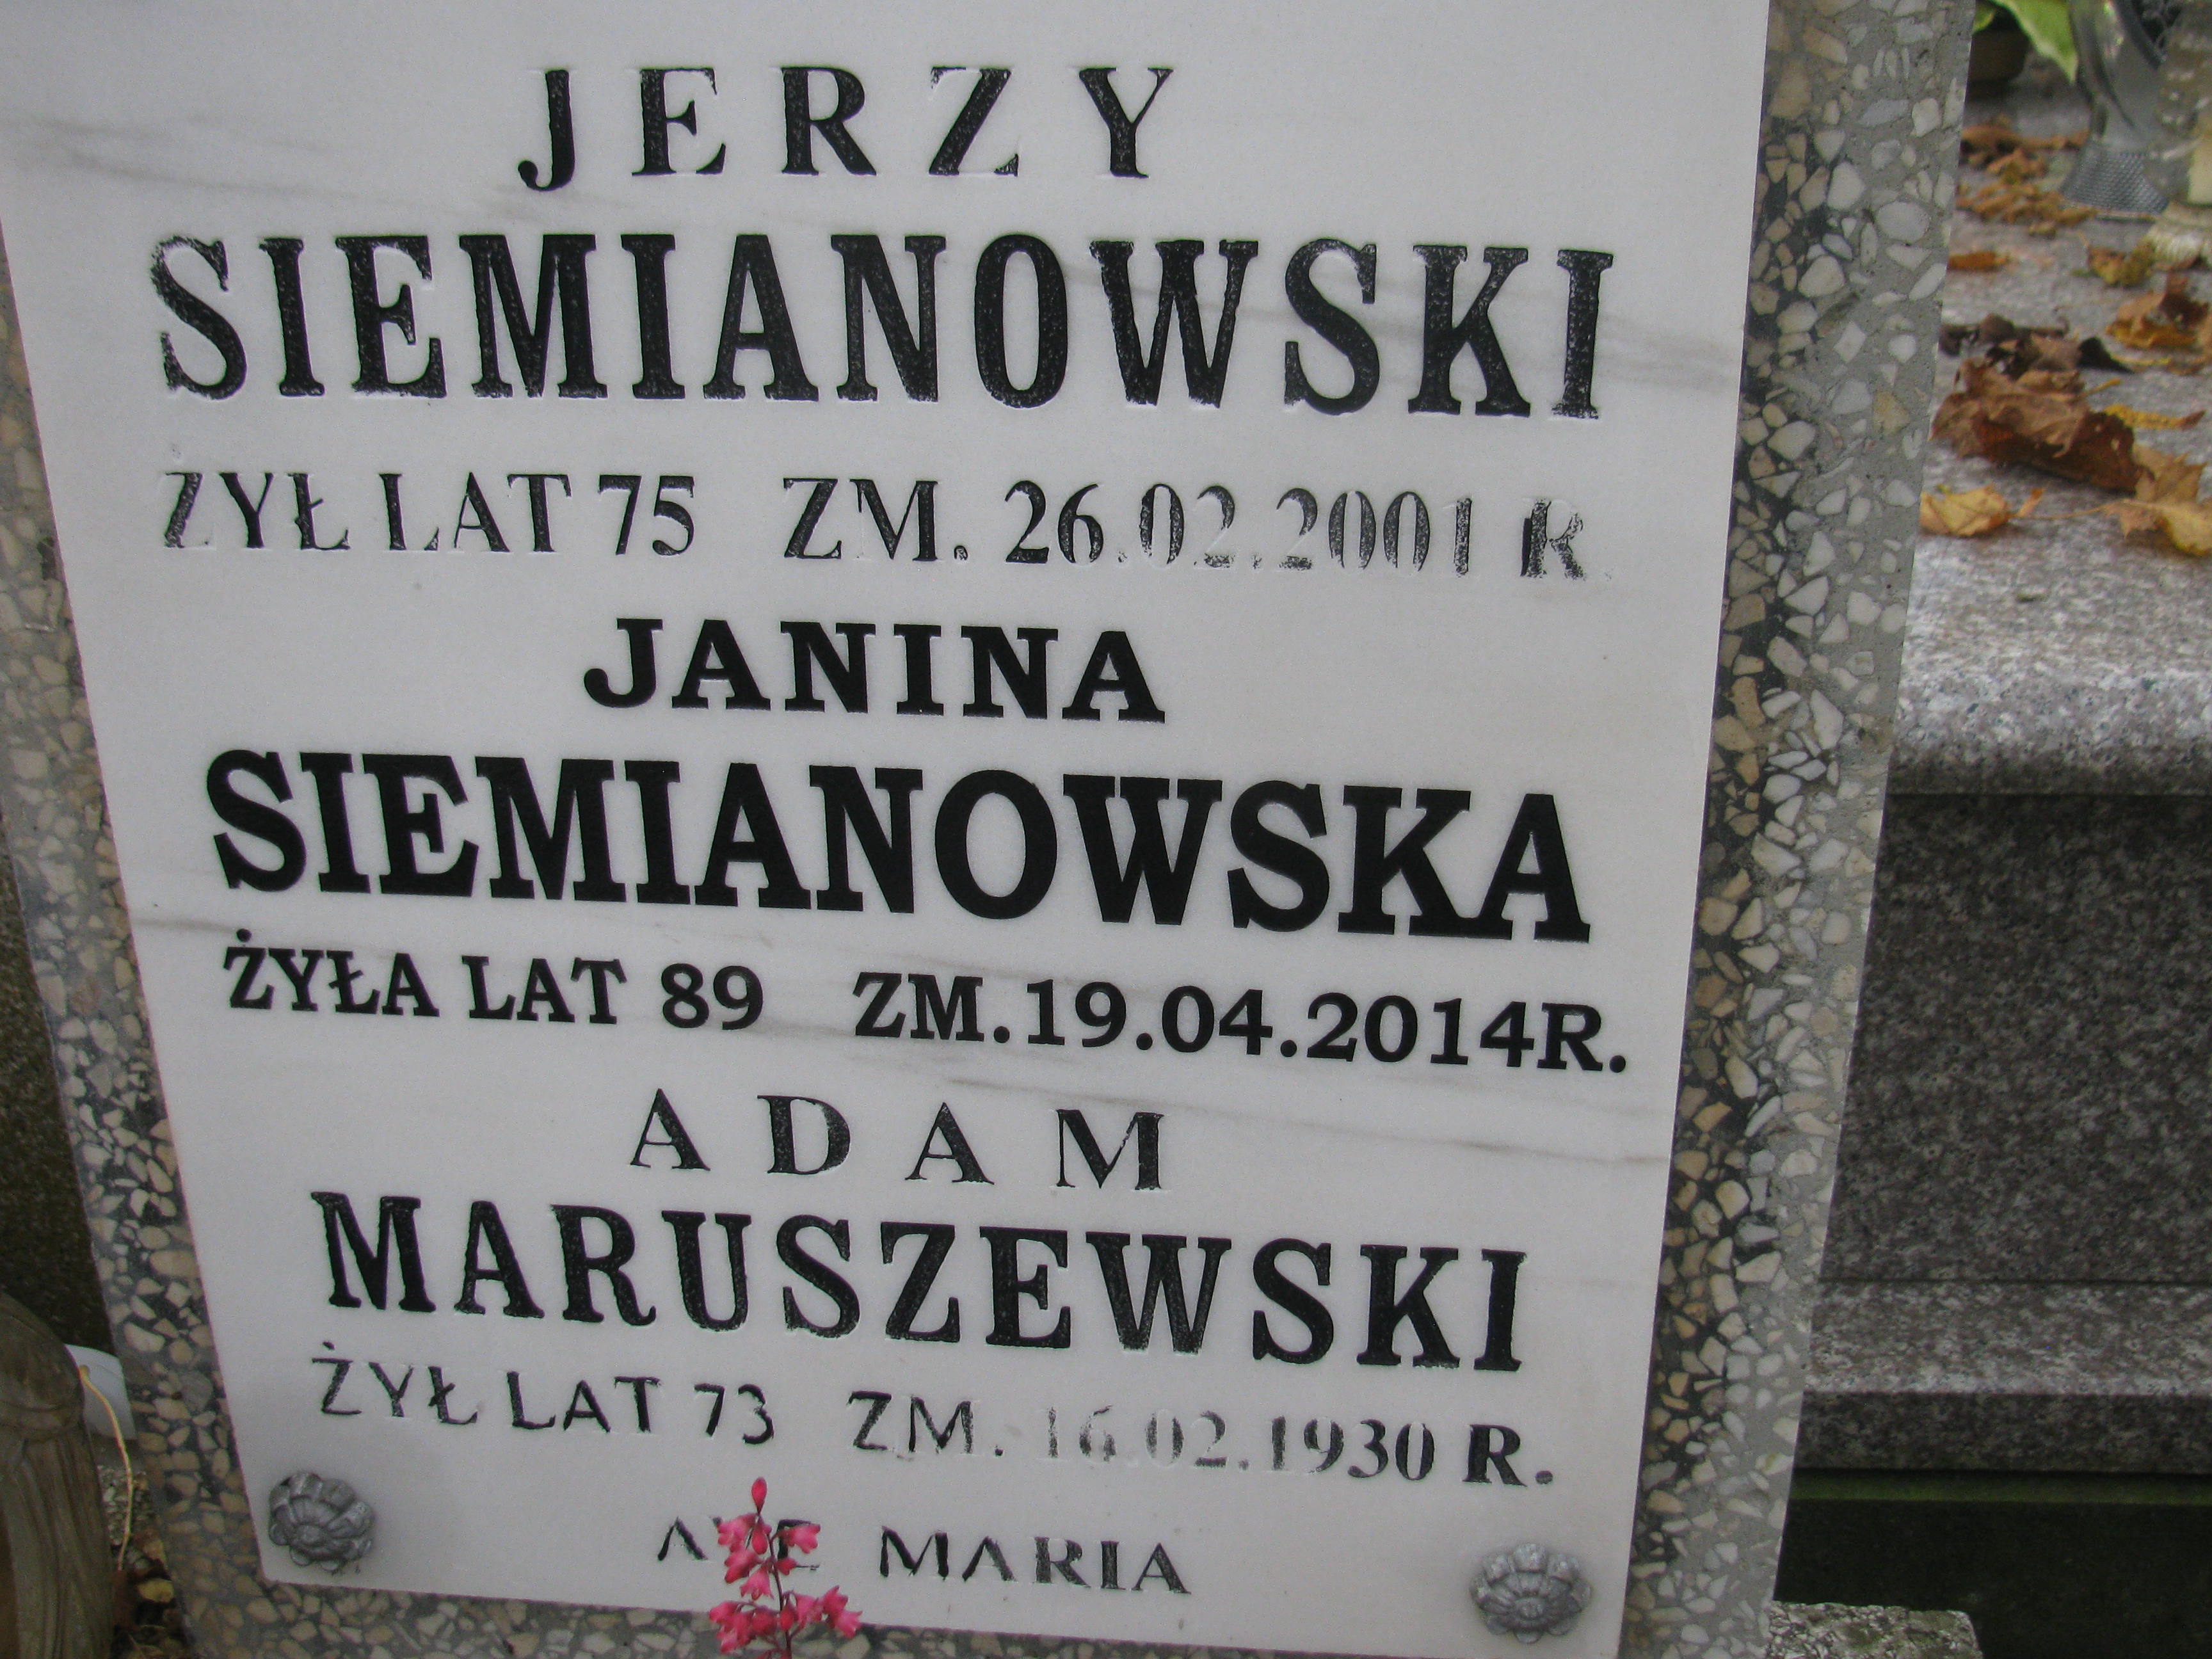 JERZY
SIEMIANOWSKI
ŻYŁ LAT 75 ZM. 26.02.2001 R.
JANINA
SIEMIANOWSKA
ŻYŁA LAT 89 ZM.19.04.2014R.
ADAM
MARUSZEWSKI
ŻYŁ LAT 73 ZM. 16.02.1930 R.
AVE MARIA